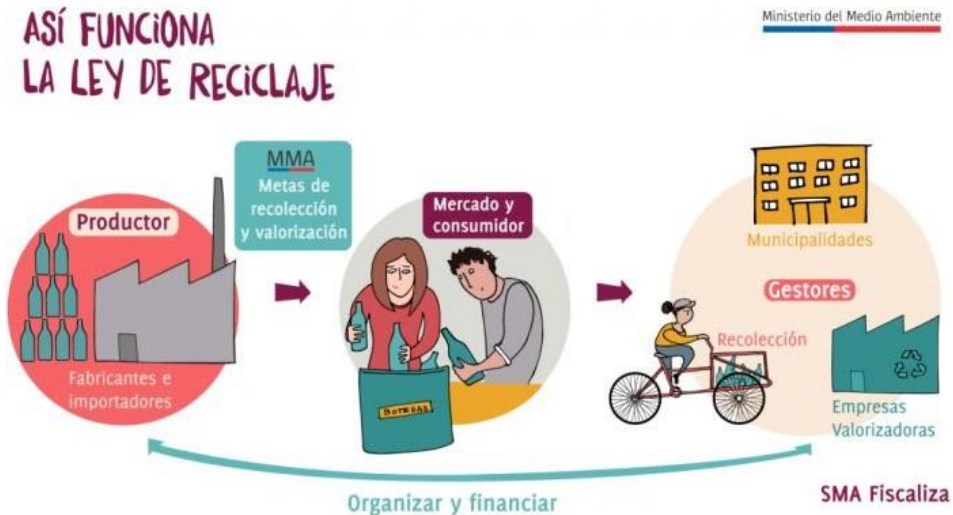 ASÍ FUNCIONA
LA LEY DE RECICLAJE
Ministerio del Medio Ambiente
MMA
Metas de
recolección
y valorización
Productor
Fabricantes e
importadores
Mercado y
consumidor
BOTELLAS
Municipalidades
Gestores
Recolección
Empresas
Valorizadoras
Organizar y financiar
SMA Fiscaliza